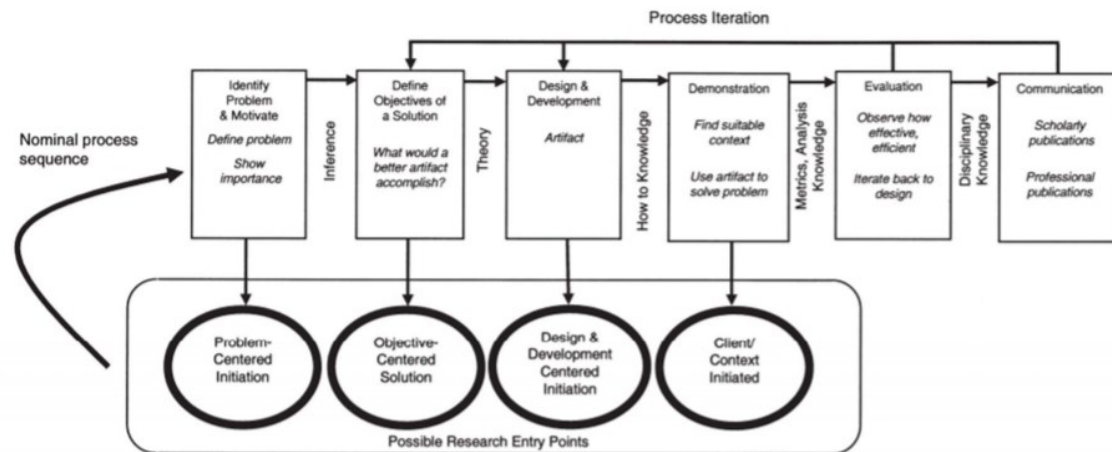 Process Iteration
Nominal process
sequence
Identify
Problem
& Motivate
Define problem
Show
importance
Inference
Define
Objectives of
a Solution
What would a
better artifact
accomplish?
Theory
Design &
Development
Artifact
How to Knowledge
Demonstration
Find suitable
context
Use artifact to
solve problem
Metrics, Analysis
Knowledge
Evaluation
Observe how
effective,
efficient
Iterate back to
design
Disciplinary
Knowledge
Communication
Scholarly
publications
Professional
publications
Problem-
Centered
Initiation
Objective-
Centered
Solution
Design &
Development
Centered
Initiation
Client/
Context
Initiated
Possible Research Entry Points